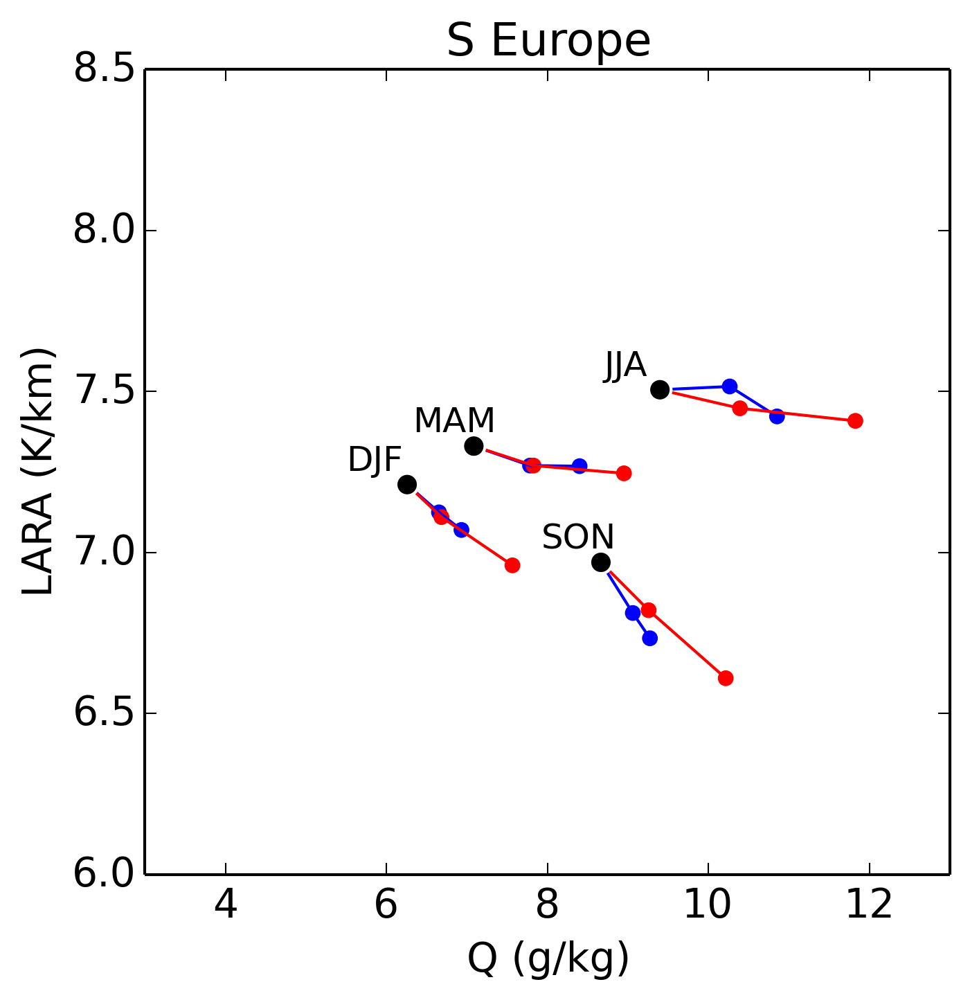 S Europe
8.5
8.0
7.5
7.0
6.5
6.0
LARA (K/km)
JJA
MAM
DJF
SON
4 6 8 10 12
Q (g/kg)